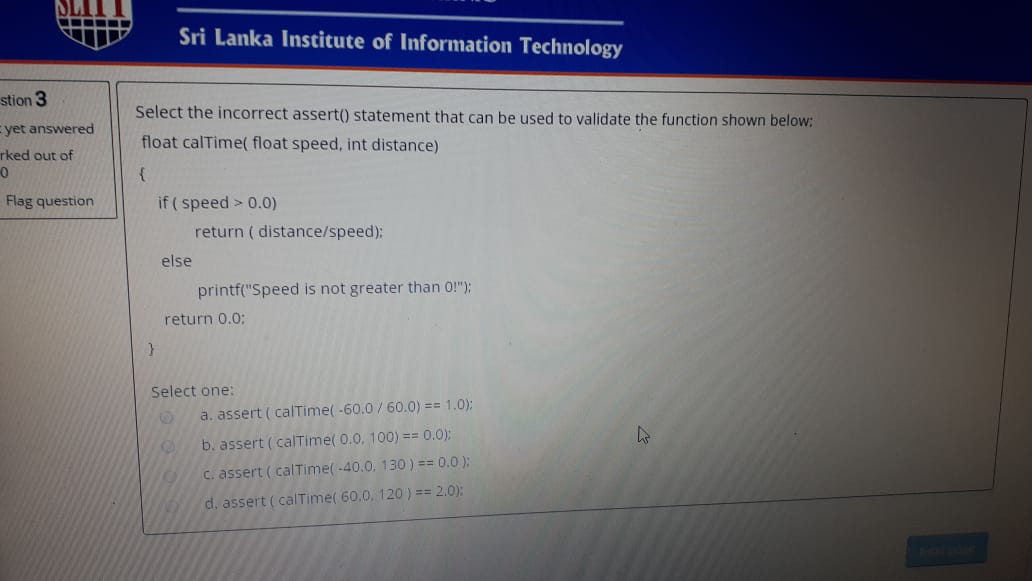 SLIIT
Sri Lanka Institute of Information Technology
stion 3
yet answered
rked out of
0
Flag question
Select the incorrect assert() statement that can be used to validate the function shown below;
float calTime( float speed, int distance)
{
if ( speed > 0.0)
return ( distance/speed);
else
printf("Speed is not greater than 0!");
return 0.0;
}
Select one:
a. assert ( calTime( -60.0 / 60.0) == 1.0);
b. assert ( calTime( 0.0, 100) == 0.0);
c. assert ( calTime( -40.0, 130 ) == 0.0 );
d. assert ( calTime( 60.0, 120 ) == 2.0);
Next page